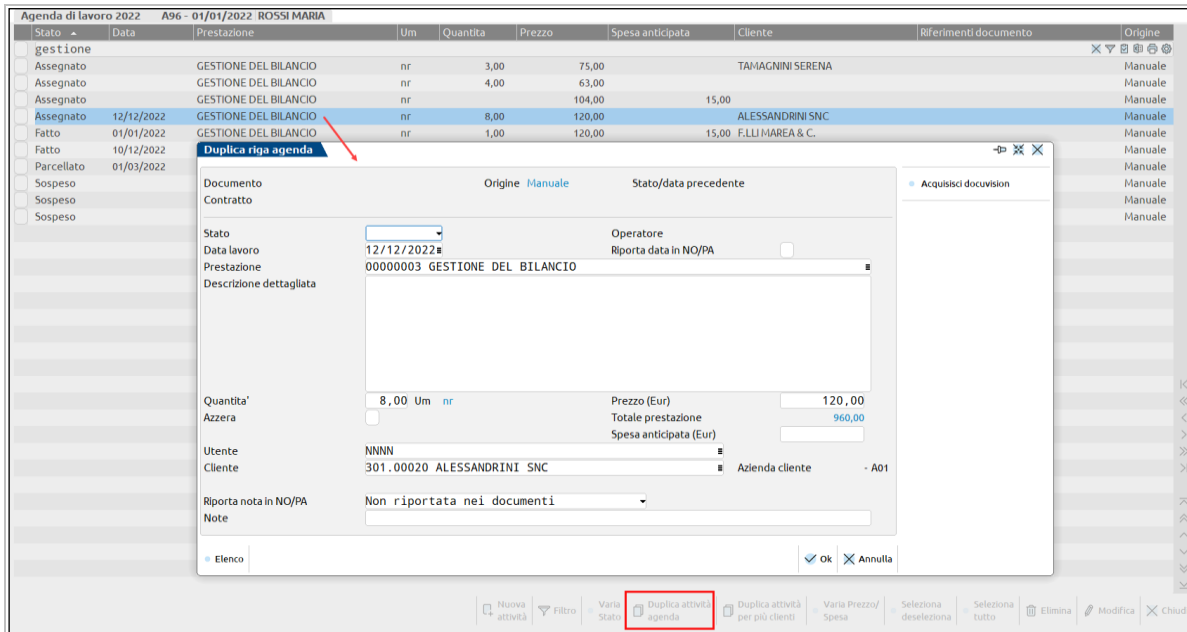 Agenda di lavoro 2022 A96 - 01/01/2022 ROSSI MARIA
Stato Data Prestazione Um Quantita Prezzo Spesa anticipata Cliente Riferimenti documento Origine
gestione
Assegnato GESTIONE DEL BILANCIO nr 3,00 75,00 TAMAGNINI SERENA Manuale
Assegnato GESTIONE DEL BILANCIO nr 4,00 63,00 Manuale
Assegnato GESTIONE DEL BILANCIO nr 104,00 15,00 Manuale
Assegnato 12/12/2022 GESTIONE DEL BILANCIO nr 8,00 120,00 ALESSANDRINI SNC Manuale
Fatto 01/01/2022 GESTIONE DEL BILANCIO nr 1,00 120,00 15,00 F.LLI MAREA & C. Manuale
Fatto 10/12/2022 Manuale
Parcellato 01/03/2022 Manuale
Sospeso Manuale
Sospeso Manuale
Sospeso Manuale
Duplica riga agenda
Documento Origine Manuale Stato/data precedente
Acquisisci docuvision
Contratto
Stato Operatore
Data lavoro 12/12/2022 Riporta data in NO/PA
Prestazione 00000003 GESTIONE DEL BILANCIO
Descrizione dettagliata
Quantita' 8,00 Um nr Prezzo (Eur) 120,00
Azzera Totale prestazione 960,00
Spesa anticipata (Eur)
Utente NNNN
Cliente 301.00020 ALESSANDRINI SNC Azienda cliente - A01
Riporta nota in NO/PA Non riportata nei documenti
Note
Elenco Ok Annulla
Nuova attività Filtro Varia Stato Duplica attività agenda Duplica attività per più clienti Varia Prezzo/ Spesa Seleziona deseleziona Seleziona tutto Elimina Modifica Chiud